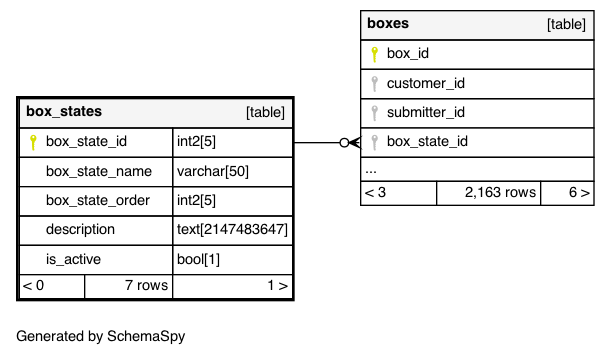 boxes [table]
box_id
customer_id
submitter_id
box_state_id
...
< 3 2,163 rows 6 >
box_states [table]
box_state_id int2[5]
box_state_name varchar[50]
box_state_order int2[5]
description text[2147483647]
is_active bool[1]
< 0 7 rows 1 >
Generated by SchemaSpy